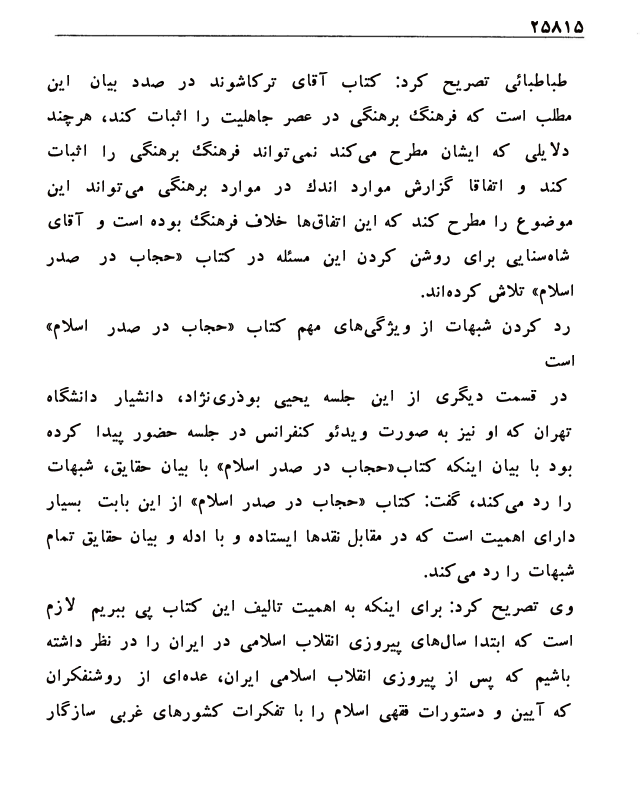 ۲۵۸۱۵
طباطبائی تصریح کرد: کتاب آقای ترکاشوند در صدد بیان این
مطلب است که فرهنگ برهنگی در عصر جاهلیت را اثبات کند، هرچند
دلایلی که ایشان مطرح می‌کند نمی‌تواند فرهنگ برهنگی را اثبات
کند و اتفاقا گزارش موارد اندك در موارد برهنگی می‌تواند این
موضوع را مطرح کند که این اتفاق‌ها خلاف فرهنگ بوده است و آقای
شاه‌سنایی برای روشن کردن این مسئله در کتاب «حجاب در صدر
اسلام» تلاش کرده‌اند.
رد کردن شبهات از ویژگی‌های مهم کتاب «حجاب در صدر اسلام»
است
در قسمت دیگری از این جلسه یحیی بوذری‌نژاد، دانشیار دانشگاه
تهران که او نیز به صورت ویدئو کنفرانس در جلسه حضور پیدا کرده
بود با بیان اینکه کتاب«حجاب در صدر اسلام» با بیان حقایق، شبهات
را رد می‌کند، گفت: کتاب «حجاب در صدر اسلام» از این بابت بسیار
دارای اهمیت است که در مقابل نقدها ایستاده و با ادله و بیان حقایق تمام
شبهات را رد می‌کند.
وی تصریح کرد: برای اینکه به اهمیت تالیف این کتاب پی ببریم لازم
است که ابتدا سال‌های پیروزی انقلاب اسلامی در ایران را در نظر داشته
باشیم که پس از پیروزی انقلاب اسلامی ایران، عده‌ای از روشنفکران
که آیین و دستورات فقهی اسلام را با تفکرات کشورهای غربی سازگار